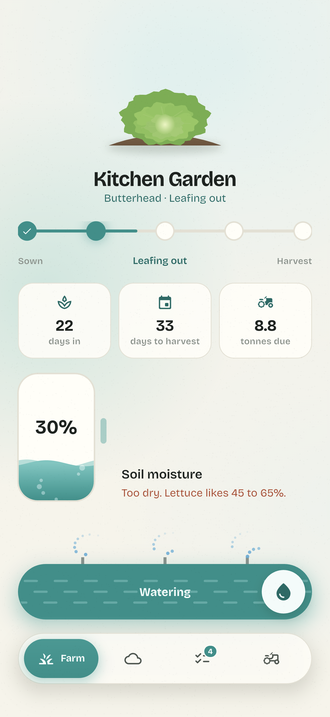 Kitchen Garden
Butterhead · Leafing out
Sown
Leafing out
Harvest
22
days in
33
days to harvest
8.8
tonnes due
30%
Soil moisture
Too dry. Lettuce likes 45 to 65%.
Watering
Farm
4